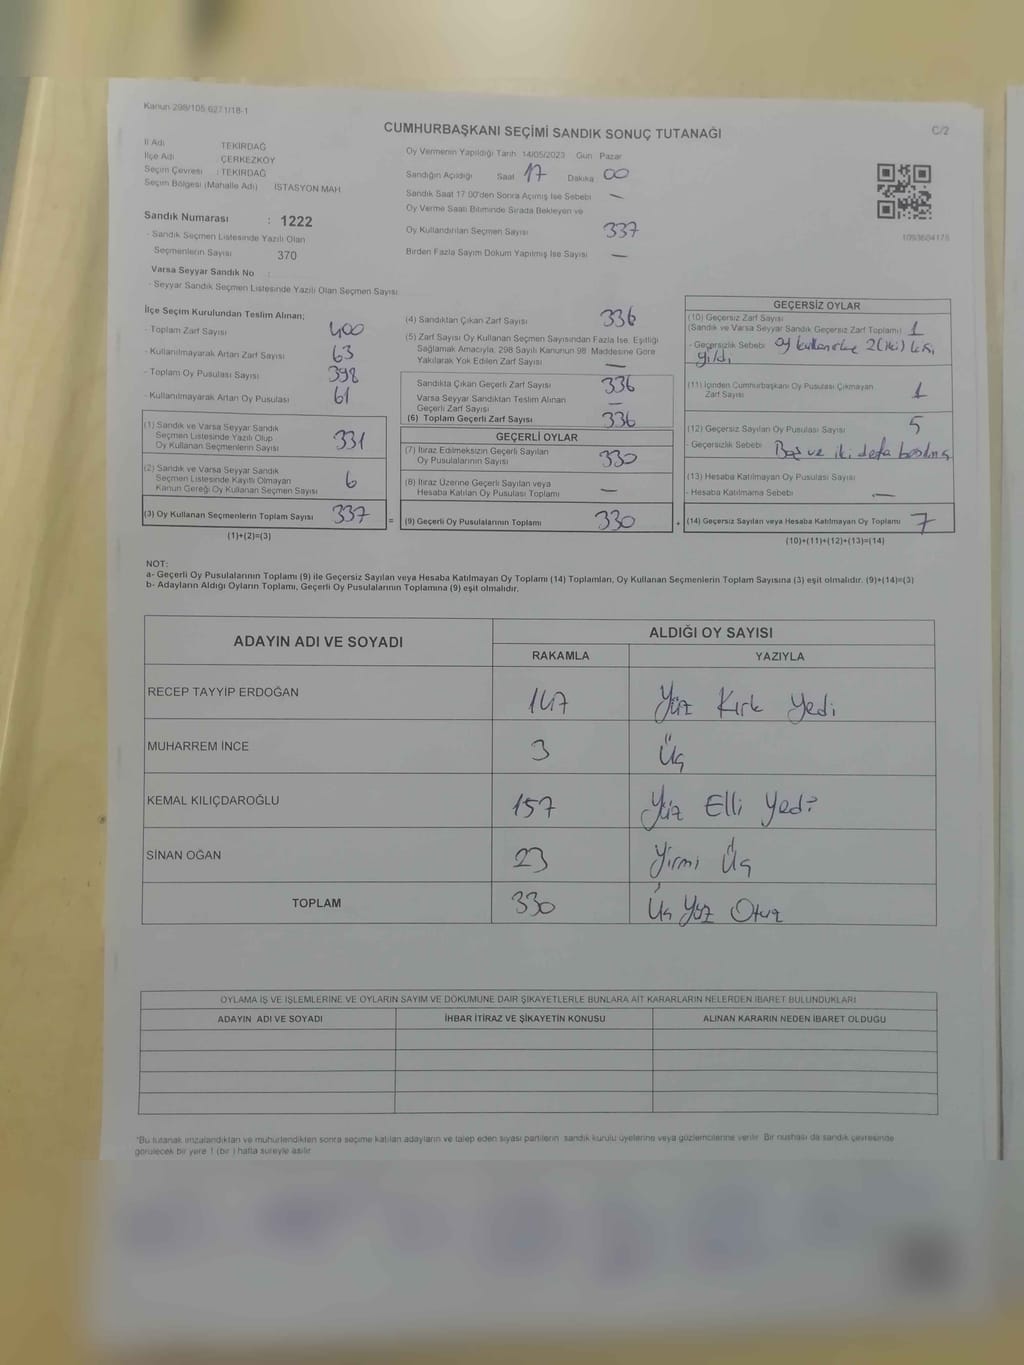 Kanun 298/105 6271/18-1
CUMHURBAŞKANI SEÇİMİ SANDIK SONUÇ TUTANAĞI
C/2
İl Adı TEKİRDAĞ
İlçe Adı : ÇERKEZKÖY
Seçim Çevresi : TEKİRDAĞ
Seçim Bölgesi (Mahalle Adı) İSTASYON MAH.
Sandık Numarası : 1222
- Sandık Seçmen Listesinde Yazılı Olan
Seçmenlerin Sayısı 370
Varsa Seyyar Sandık No :
- Seyyar Sandık Seçmen Listesinde Yazılı Olan Seçmen Sayısı
Oy Vermenin Yapıldığı Tarih 14/05/2023 Gün Pazar
Sandığın Açıldığı Saat 17 Dakika 00
Sandık Saat 17.00'den Sonra Açılmış İse Sebebi —
Oy Verme Saati Bitiminde Sırada Bekleyen ve
Oy Kullandırılan Seçmen Sayısı 337
Birden Fazla Sayım Döküm Yapılmış İse Sayısı —
1093604175
İlçe Seçim Kurulundan Teslim Alınan;
- Toplam Zarf Sayısı 400
- Kullanılmayarak Artan Zarf Sayısı 63
- Toplam Oy Pusulası Sayısı 398
- Kullanılmayarak Artan Oy Pusulası 61
(1) Sandık ve Varsa Seyyar Sandık
Seçmen Listesinde Yazılı Olup
Oy Kullanan Seçmenlerin Sayısı 331
(2) Sandık ve Varsa Seyyar Sandık
Seçmen Listesinde Kayıtlı Olmayan
Kanun Gereği Oy Kullanan Seçmen Sayısı 6
(3) Oy Kullanan Seçmenlerin Toplam Sayısı 337
(1)+(2)=(3)
(4) Sandıktan Çıkan Zarf Sayısı 336
(5) Zarf Sayısı Oy Kullanan Seçmen Sayısından Fazla İse, Eşitliği
Sağlamak Amacıyla, 298 Sayılı Kanunun 98. Maddesine Göre
Yakılarak Yok Edilen Zarf Sayısı —
Sandıkta Çıkan Geçerli Zarf Sayısı 336
Varsa Seyyar Sandıktan Teslim Alınan
Geçerli Zarf Sayısı —
(6) Toplam Geçerli Zarf Sayısı 336
GEÇERLİ OYLAR
(7) İtiraz Edilmeksizin Geçerli Sayılan
Oy Pusulalarının Sayısı 330
(8) İtiraz Üzerine Geçerli Sayılan veya
Hesaba Katılan Oy Pusulası Toplamı —
= (9) Geçerli Oy Pusulalarının Toplamı 330
GEÇERSİZ OYLAR
(10) Geçersiz Zarf Sayısı
(Sandık ve Varsa Seyyar Sandık Geçersiz Zarf Toplamı) 1
- Geçersizlik Sebebi oy 2(iki)
(11) İçinden Cumhurbaşkanı Oy Pusulası Çıkmayan
Zarf Sayısı 1
(12) Geçersiz Sayılan Oy Pusulası Sayısı 5
- Geçersizlik Sebebi ve iki defa
(13) Hesaba Katılmayan Oy Pusulası Sayısı
- Hesaba Katılmama Sebebi —
+ (14) Geçersiz Sayılan veya Hesaba Katılmayan Oy Toplamı 7
(10)+(11)+(12)+(13)=(14)
NOT:
a- Geçerli Oy Pusulalarının Toplamı (9) ile Geçersiz Sayılan veya Hesaba Katılmayan Oy Toplamı (14) Toplamları, Oy Kullanan Seçmenlerin Toplam Sayısına (3) eşit olmalıdır. (9)+(14)=(3)
b- Adayların Aldığı Oyların Toplamı, Geçerli Oy Pusulalarının Toplamına (9) eşit olmalıdır.
ADAYIN ADI VE SOYADI
ALDIĞI OY SAYISI
RAKAMLA YAZIYLA
RECEP TAYYİP ERDOĞAN 147 Yüz Kırk Yedi
MUHARREM İNCE 3 Üç
KEMAL KILIÇDAROĞLU 157 Yüz Elli Yedi
SİNAN OĞAN 23 Yirmi Üç
TOPLAM 330 Üç Yüz Otuz
OYLAMA İŞ VE İŞLEMLERİNE VE OYLARIN SAYIM VE DÖKÜMÜNE DAİR ŞİKAYETLERLE BUNLARA AİT KARARLARIN NELERDEN İBARET BULUNDUKLARI
ADAYIN ADI VE SOYADI İHBAR İTİRAZ VE ŞİKAYETİN KONUSU ALINAN KARARIN NEDEN İBARET OLDUĞU
*Bu tutanak imzalandıktan ve mühürlendikten sonra seçime katılan adayların ve talep eden siyasi partilerin sandık kurulu üyelerine veya gözlemcilerine verilir. Bir nüshası da sandık çevresinde
görülecek bir yere 1 (bir ) hafta süreyle asılır.